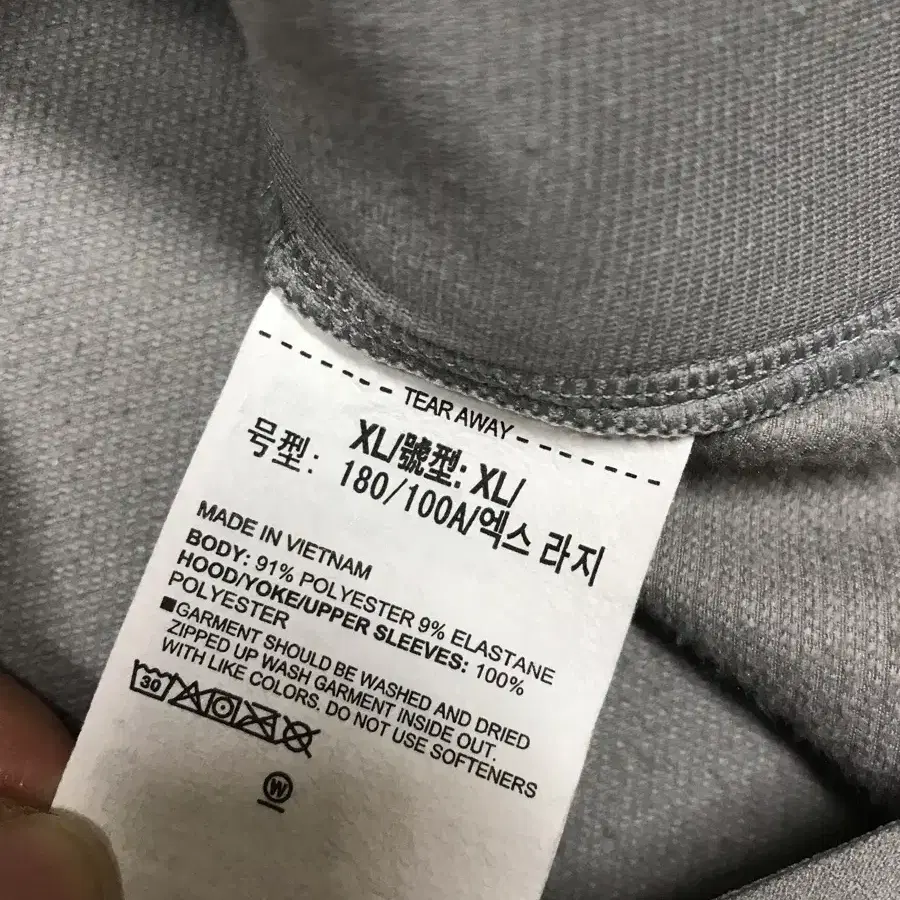 TEAR AWAY
号型: XL/號型: XL/
180/100A/엑스 라지
MADE IN VIETNAM
BODY: 91% POLYESTER 9% ELASTANE
HOOD/YOKE/UPPER SLEEVES: 100%
POLYESTER
■GARMENT SHOULD BE WASHED AND DRIED
ZIPPED UP WASH GARMENT INSIDE OUT.
WITH LIKE COLORS. DO NOT USE SOFTENERS
30
W